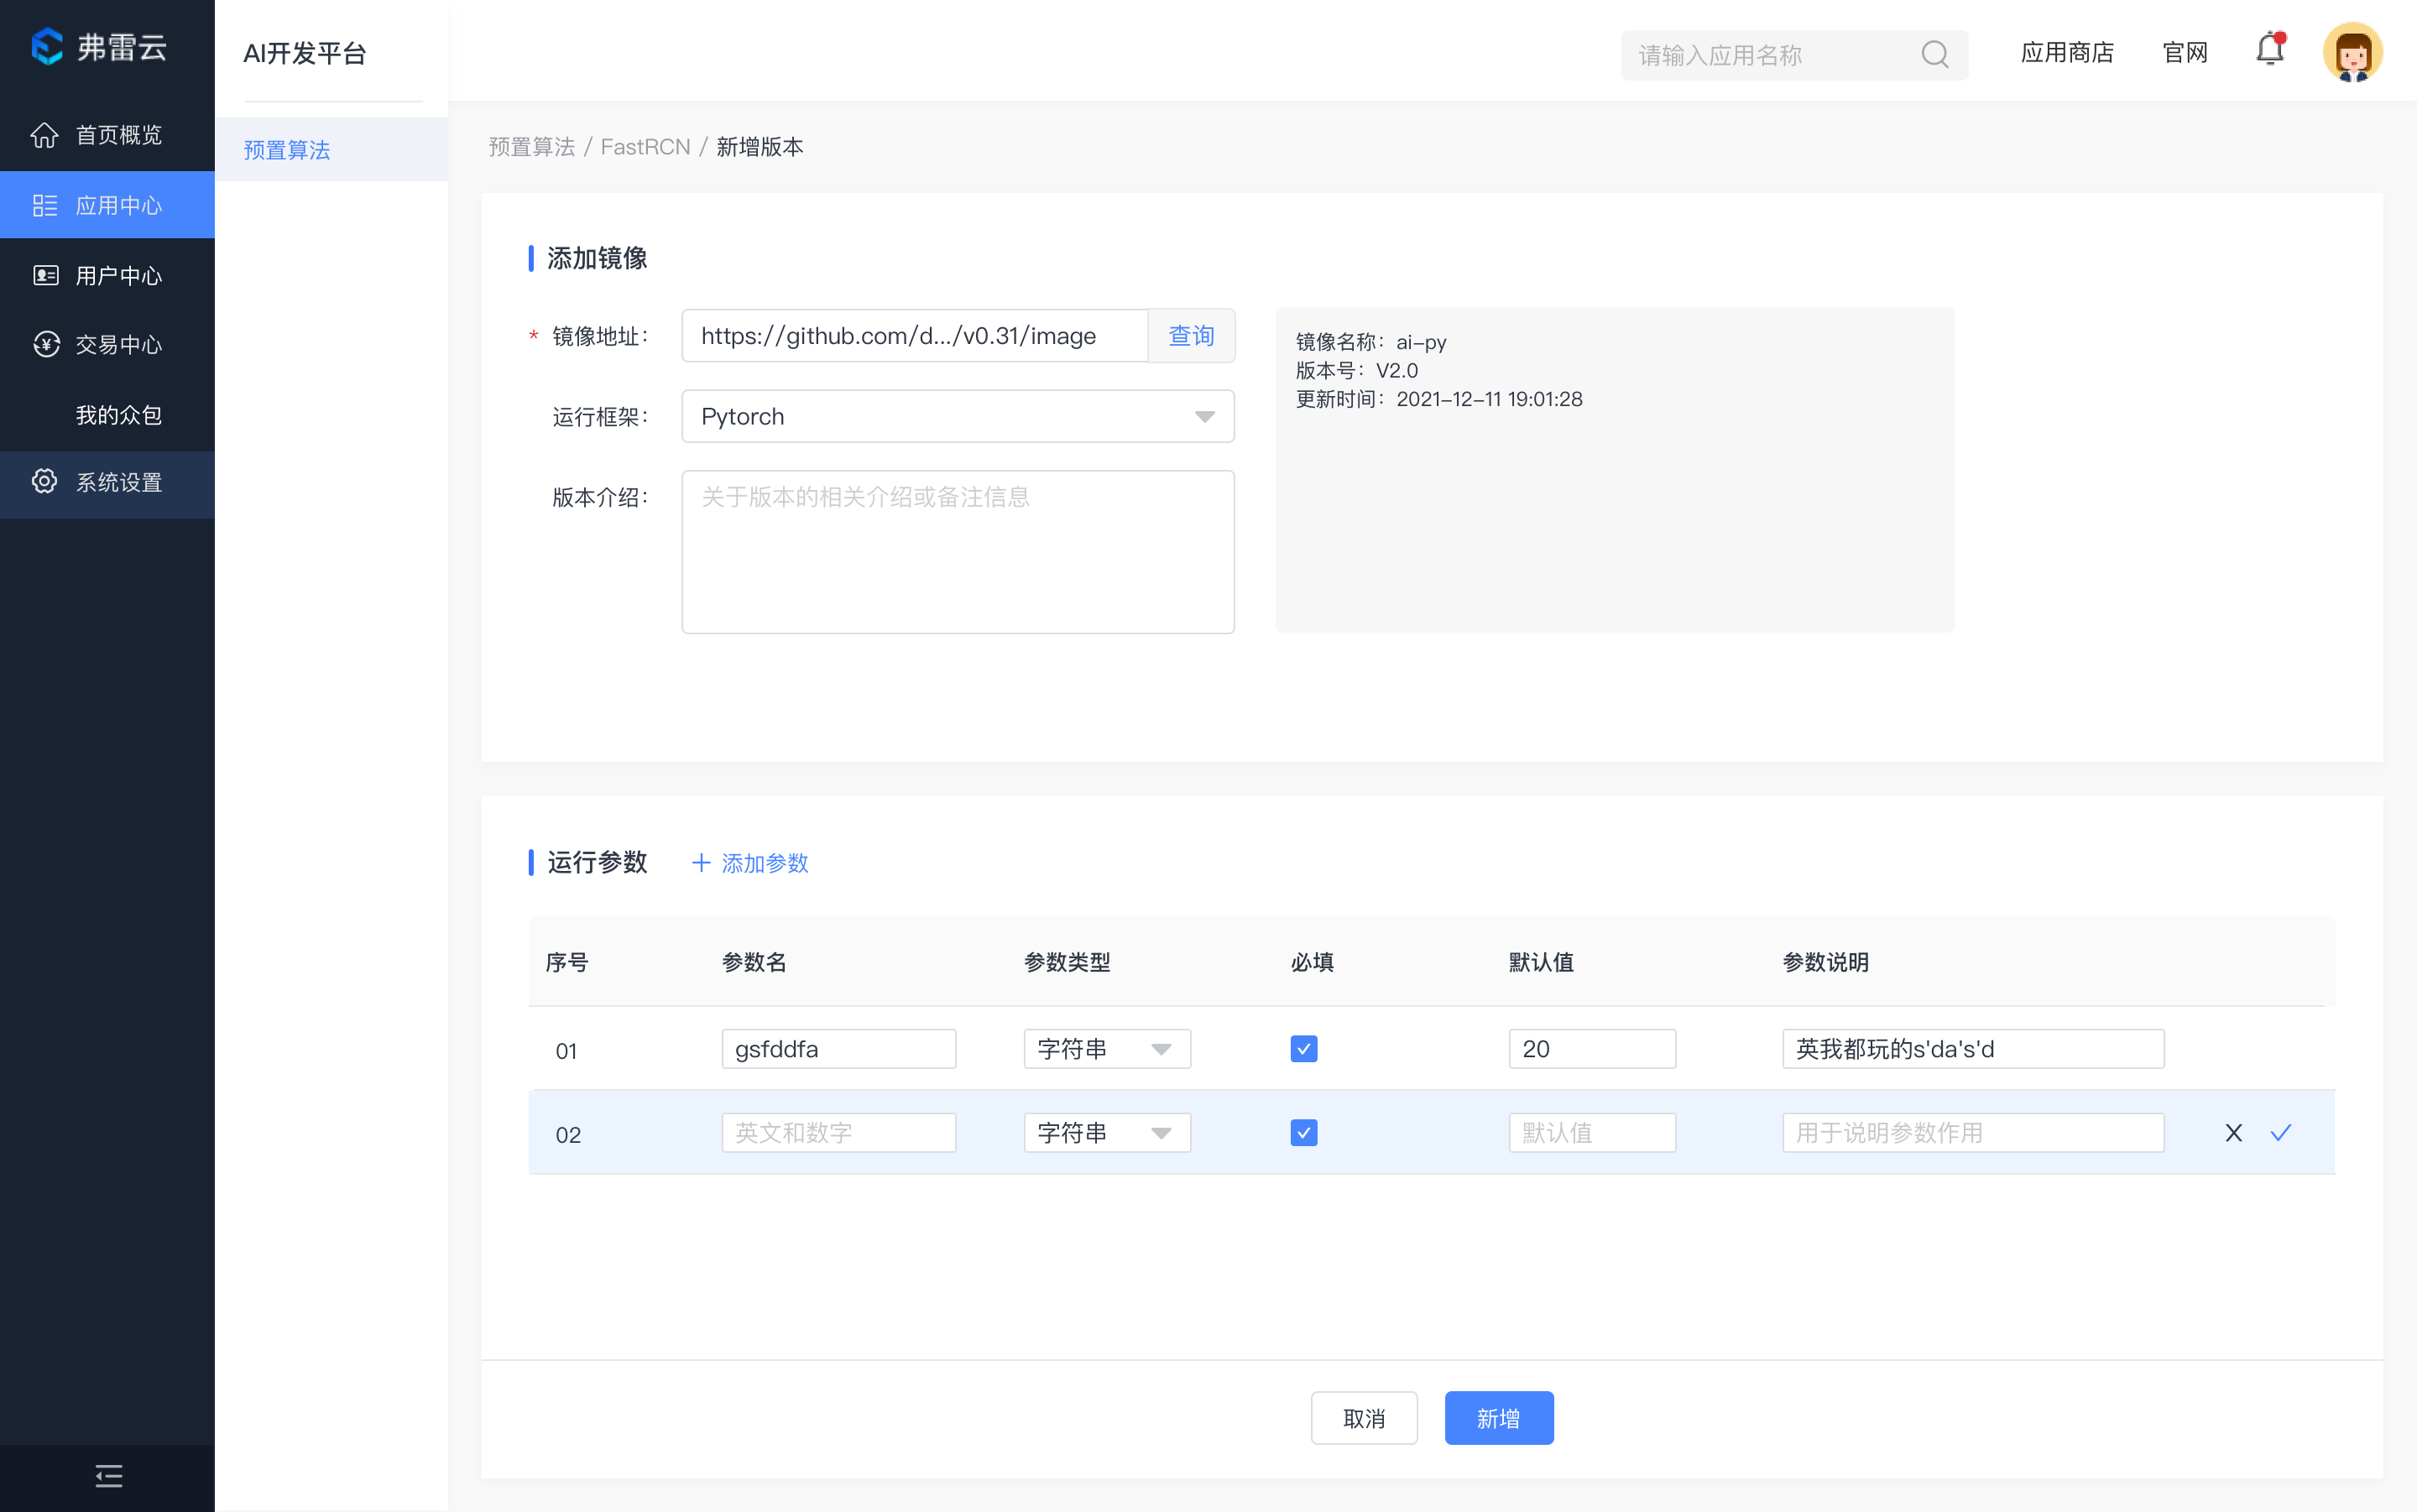 弗雷云
首页概览
应用中心
用户中心
交易中心
我的众包
系统设置
AI开发平台
预置算法
请输入应用名称
应用商店
官网
预置算法 / FastRCN / 新增版本
添加镜像
* 镜像地址: https://github.com/d.../v0.31/image 查询
运行框架: Pytorch
版本介绍: 关于版本的相关介绍或备注信息
镜像名称: ai-py
版本号: V2.0
更新时间: 2021-12-11 19:01:28
运行参数 + 添加参数
序号 参数名 参数类型 必填 默认值 参数说明
01 gsfddfa 字符串 20 英我都玩的s'da's'd
02 英文和数字 字符串 默认值 用于说明参数作用 X
取消 新增